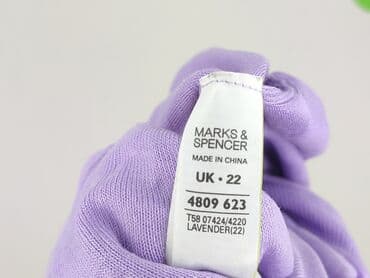 MARKS &
SPENCER
MADE IN CHINA
UK • 22
4809 623
T58 07424/4220
LAVENDER(22)